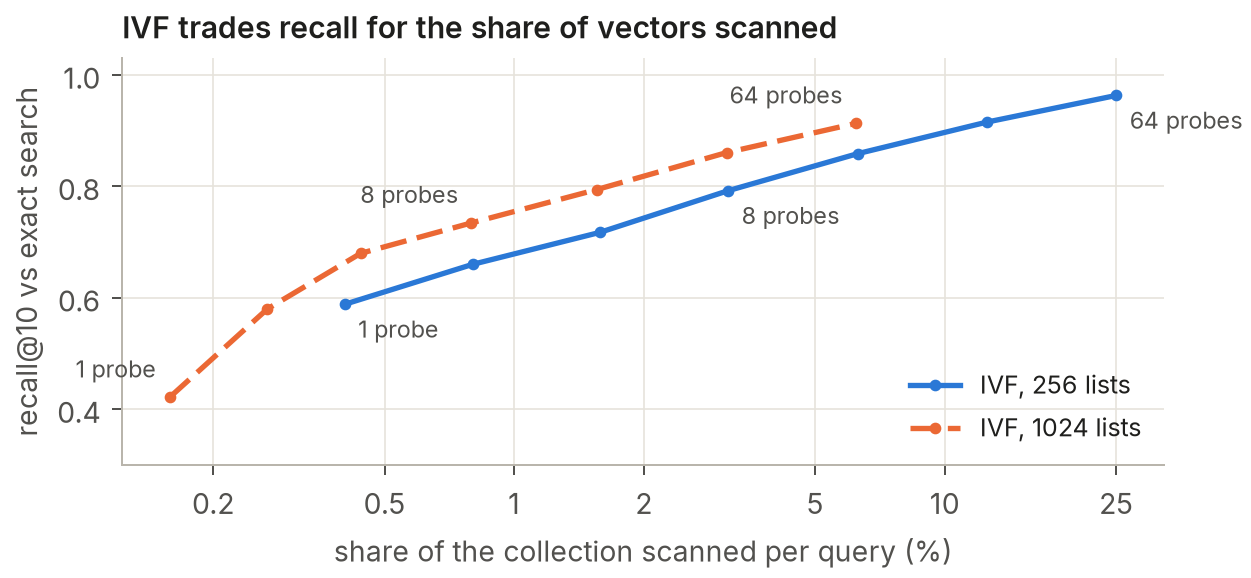 IVF trades recall for the share of vectors scanned
recall@10 vs exact search
1.0
0.8
0.6
0.4
64 probes
64 probes
8 probes
8 probes
1 probe
1 probe
IVF, 256 lists
IVF, 1024 lists
0.2
0.5
1
2
5
10
25
share of the collection scanned per query (%)